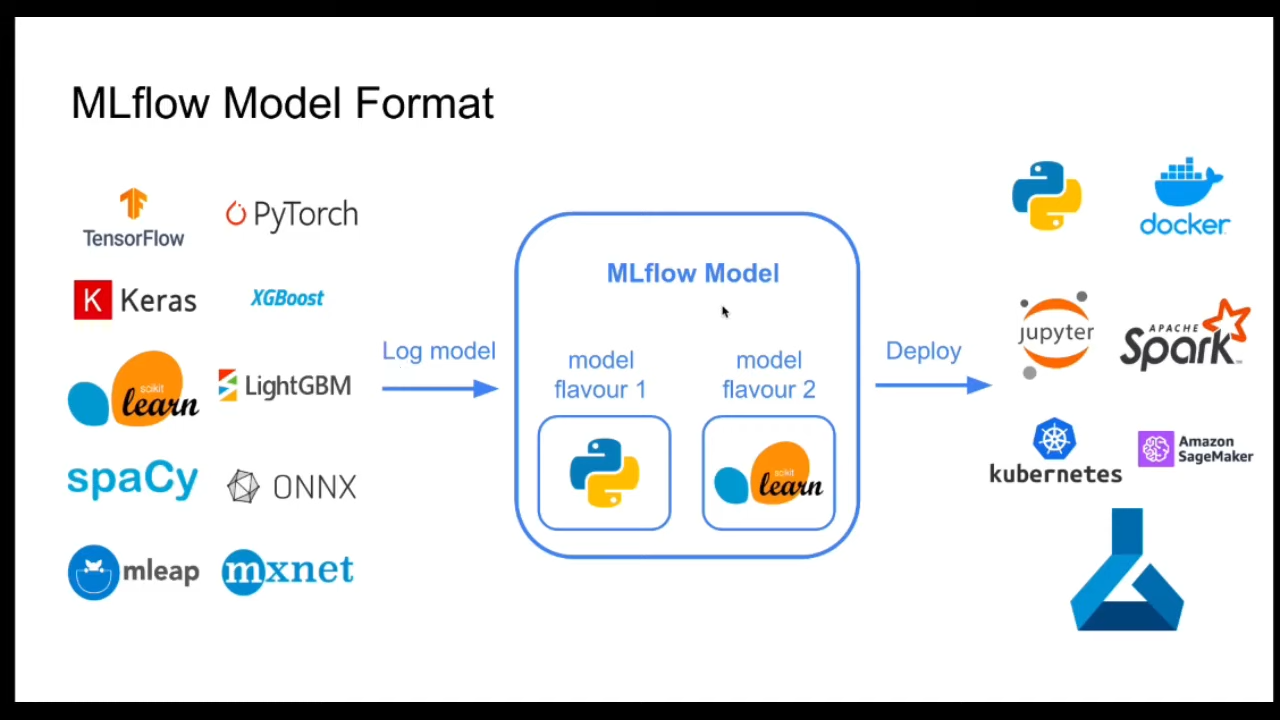 MLflow Model Format
TensorFlow
PyTorch
K Keras
XGBoost
scikit
learn
LightGBM
spaCy
ONNX
mleap
mxnet
Log model
MLflow Model
model
flavour 1
model
flavour 2
scikit
learn
Deploy
docker
jupyter
APACHE
Spark
kubernetes
Amazon
SageMaker